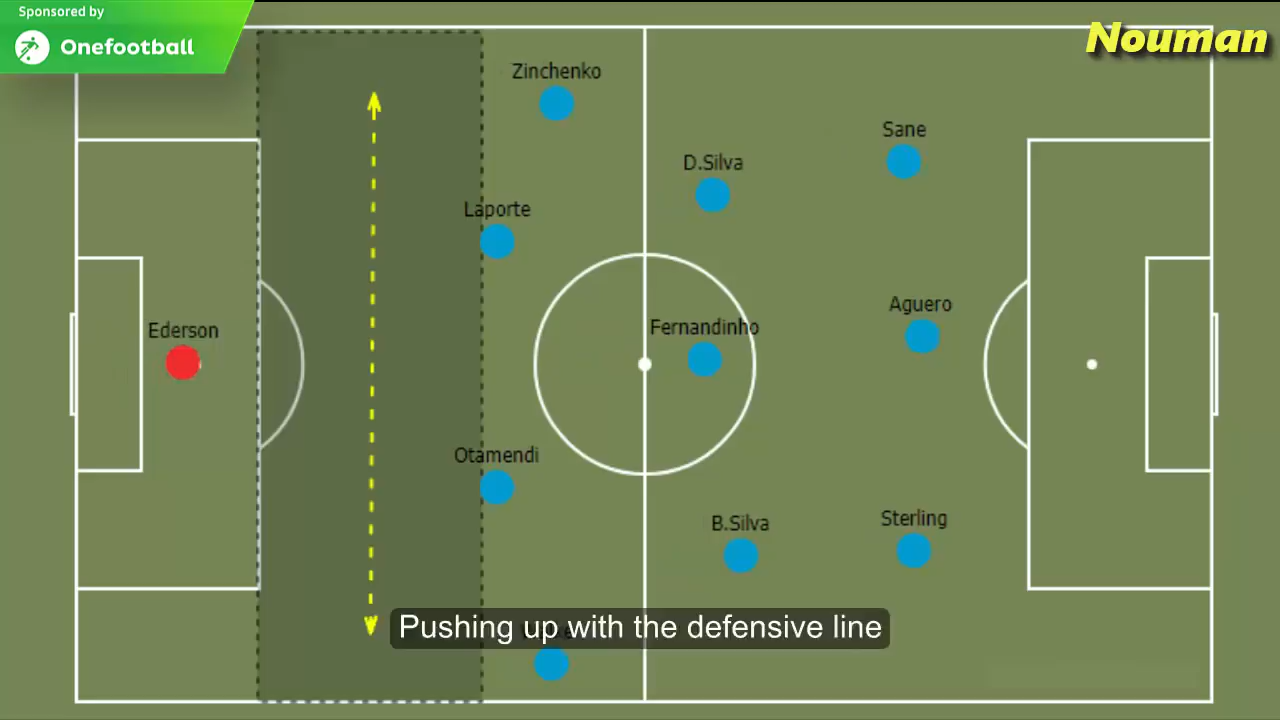 Sponsored by
Onefootball
Nouman
Zinchenko
Sane
D.Silva
Laporte
Aguero
Ederson
Fernandinho
Otamendi
B.Silva
Sterling
Pushing up with the defensive line